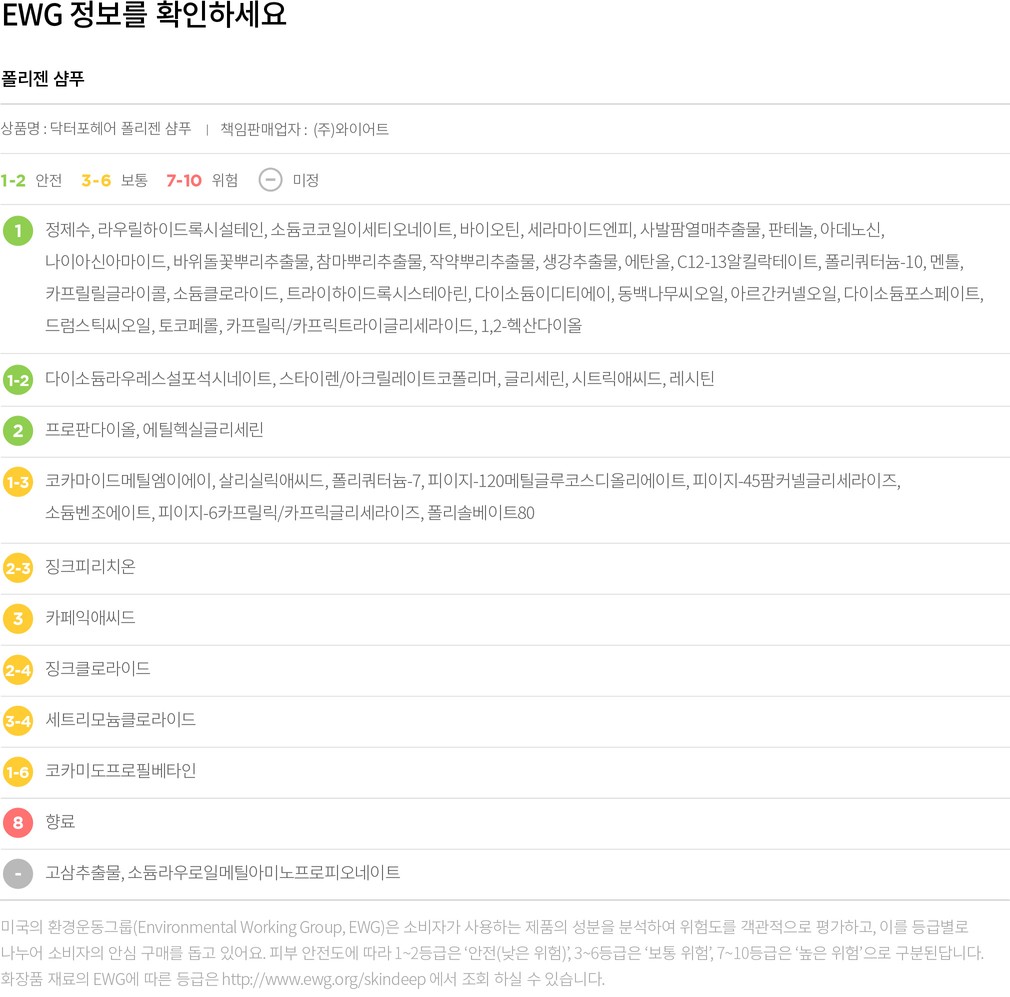 EWG 정보를 확인하세요
폴리젠 샴푸
상품명 : 닥터포헤어 폴리젠 샴푸 | 책임판매업자 : (주)와이어트
1-2 안전 3-6 보통 7-10 위험 - 미정
1 정제수, 라우릴하이드록시설테인, 소듐코코일이세티오네이트, 바이오틴, 세라마이드엔피, 사발팜열매추출물, 판테놀, 아데노신,
나이아신아마이드, 바위돌꽃뿌리추출물, 참마뿌리추출물, 작약뿌리추출물, 생강추출물, 에탄올, C12-13알킬락테이트, 폴리쿼터늄-10, 멘톨,
카프릴릴글라이콜, 소듐클로라이드, 트라이하이드록시스테아린, 다이소듐이디티에이, 동백나무씨오일, 아르간커넬오일, 다이소듐포스페이트,
드럼스틱씨오일, 토코페롤, 카프릴릭/카프릭트라이글리세라이드, 1,2-헥산다이올
1-2 다이소듐라우레스설포석시네이트, 스타이렌/아크릴레이트코폴리머, 글리세린, 시트릭애씨드, 레시틴
2 프로판다이올, 에틸헥실글리세린
1-3 코카마이드메틸엠이에이, 살리실릭애씨드, 폴리쿼터늄-7, 피이지-120메틸글루코스디올리에이트, 피이지-45팜커넬글리세라이즈,
소듐벤조에이트, 피이지-6카프릴릭/카프릭글리세라이즈, 폴리솔베이트80
2-3 징크피리치온
3 카페익애씨드
2-4 징크클로라이드
3-4 세트리모늄클로라이드
1-6 코카미도프로필베타인
8 향료
- 고삼추출물, 소듐라우로일메틸아미노프로피오네이트
미국의 환경운동그룹(Environmental Working Group, EWG)은 소비자가 사용하는 제품의 성분을 분석하여 위험도를 객관적으로 평가하고, 이를 등급별로
나누어 소비자의 안심 구매를 돕고 있어요. 피부 안전도에 따라 1~2등급은 ‘안전(낮은 위험)’, 3~6등급은 ‘보통 위험’, 7~10등급은 ‘높은 위험’으로 구분된답니다.
화장품 재료의 EWG에 따른 등급은 http://www.ewg.org/skindeep 에서 조회 하실 수 있습니다.